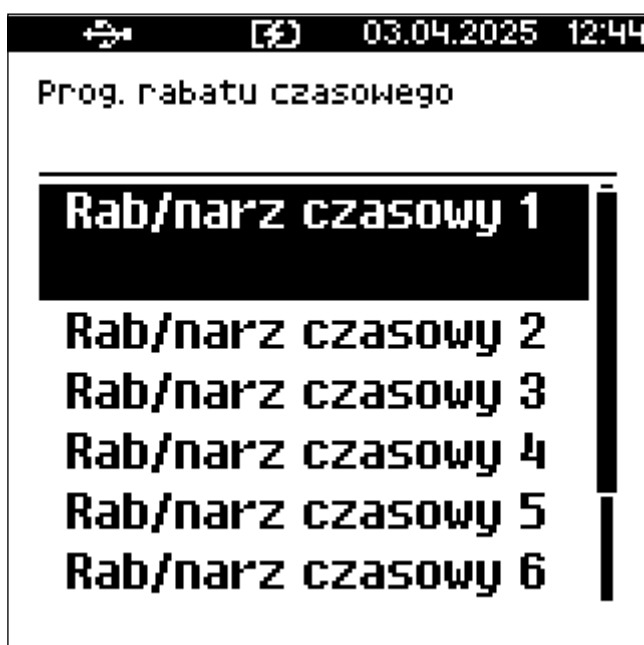 03.04.2025 12:44
Prog. rabatu czasowego
Rab/narz czasowy 1
Rab/narz czasowy 2
Rab/narz czasowy 3
Rab/narz czasowy 4
Rab/narz czasowy 5
Rab/narz czasowy 6